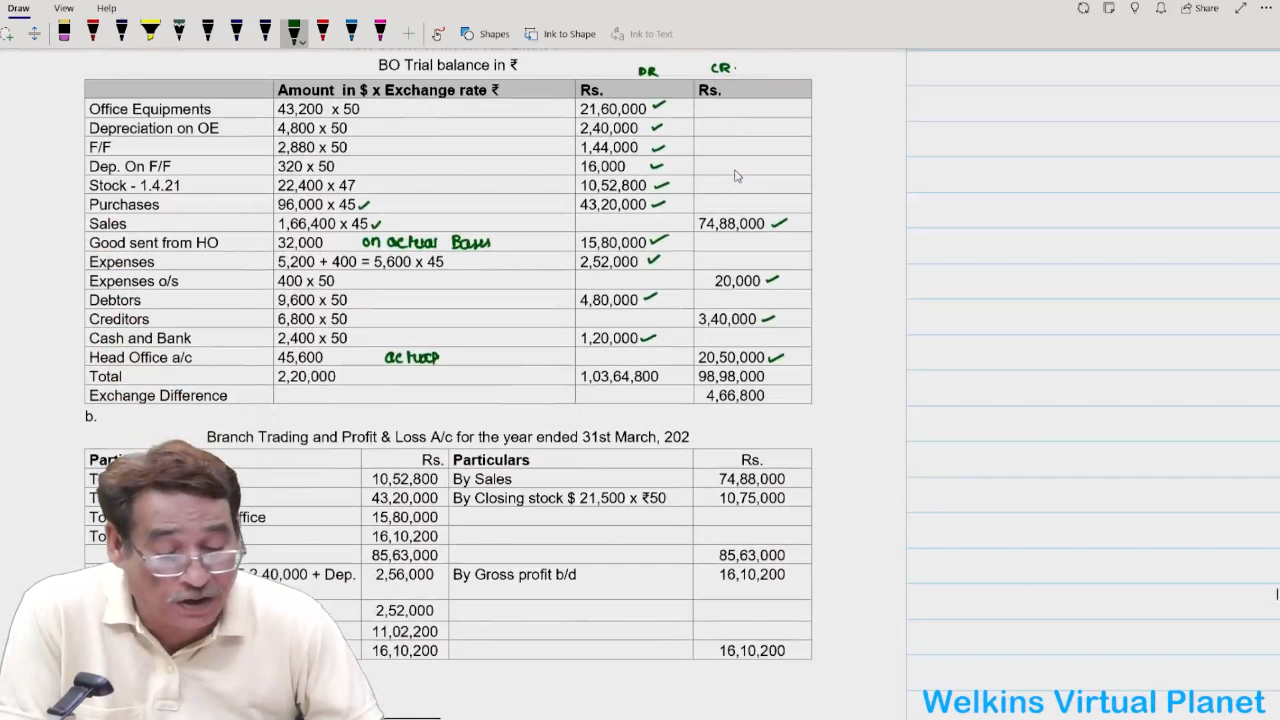 Draw View Help
Share
Shapes Ink to Shape Ink to Text
BO Trial balance in ₹
DR CR.
Amount in $ x Exchange rate ₹ Rs. Rs.
Office Equipments 43,200 x 50 21,60,000
Depreciation on OE 4,800 x 50 2,40,000
F/F 2,880 x 50 1,44,000
Dep. On F/F 320 x 50 16,000
Stock - 1.4.21 22,400 x 47 10,52,800
Purchases 96,000 x 45 43,20,000
Sales 1,66,400 x 45 74,88,000
Good sent from HO 32,000 on actual Basis 15,80,000
Expenses 5,200 + 400 = 5,600 x 45 2,52,000
Expenses o/s 400 x 50 20,000
Debtors 9,600 x 50 4,80,000
Creditors 6,800 x 50 3,40,000
Cash and Bank 2,400 x 50 1,20,000
Head Office a/c 45,600 20,50,000
Total 2,20,000 1,03,64,800 98,98,000
Exchange Difference 4,66,800
b.
Branch Trading and Profit & Loss A/c for the year ended 31st March, 202
Rs. Particulars Rs.
10,52,800 By Sales 74,88,000
43,20,000 By Closing stock $ 21,500 x ₹50 10,75,000
15,80,000
16,10,200
85,63,000 85,63,000
2,40,000 + Dep. 2,56,000 By Gross profit b/d 16,10,200
2,52,000
11,02,200
16,10,200 16,10,200
Welkins Virtual Planet